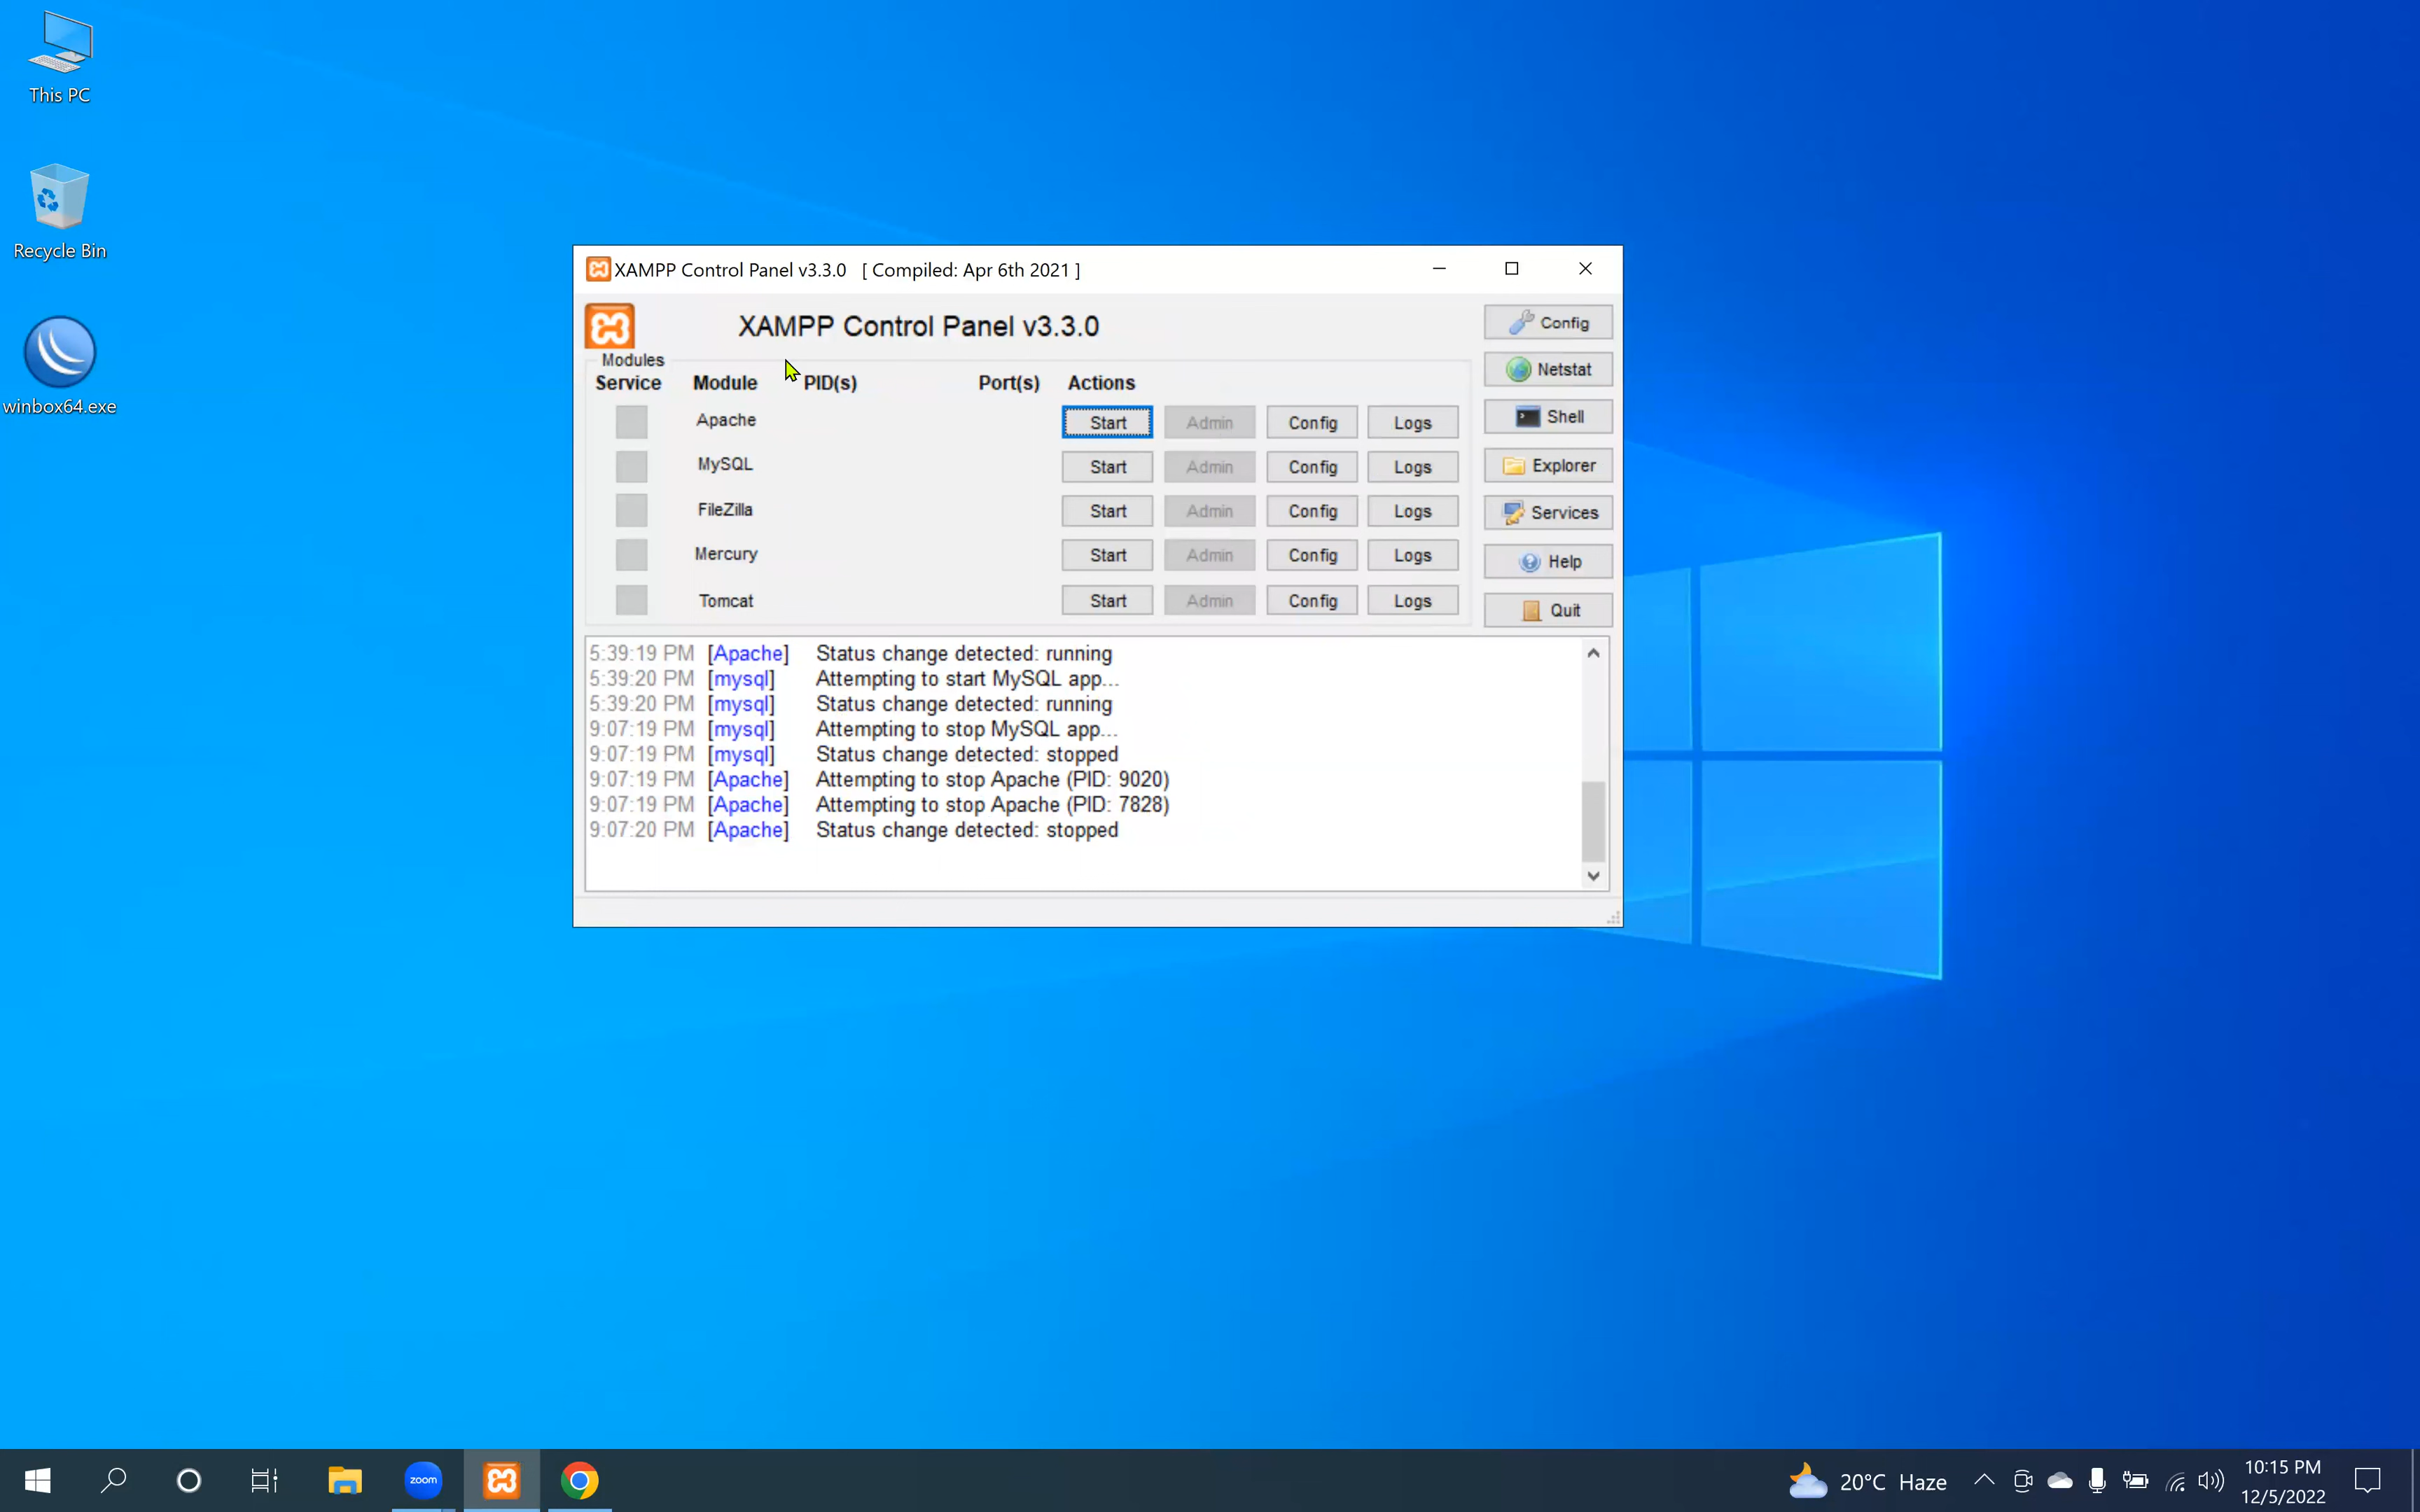 This PC
Recycle Bin
winbox64.exe
XAMPP Control Panel v3.3.0 [ Compiled: Apr 6th 2021 ]
XAMPP Control Panel v3.3.0
Modules
Service Module PID(s) Port(s) Actions
Apache Start Admin Config Logs
MySQL Start Admin Config Logs
FileZilla Start Admin Config Logs
Mercury Start Admin Config Logs
Tomcat Start Admin Config Logs
Config
Netstat
Shell
Explorer
Services
Help
Quit
5:39:19 PM [Apache] Status change detected: running
5:39:20 PM [mysql] Attempting to start MySQL app...
5:39:20 PM [mysql] Status change detected: running
9:07:19 PM [mysql] Attempting to stop MySQL app...
9:07:19 PM [mysql] Status change detected: stopped
9:07:19 PM [Apache] Attempting to stop Apache (PID: 9020)
9:07:19 PM [Apache] Attempting to stop Apache (PID: 7828)
9:07:20 PM [Apache] Status change detected: stopped
zoom
20°C Haze
10:15 PM
12/5/2022